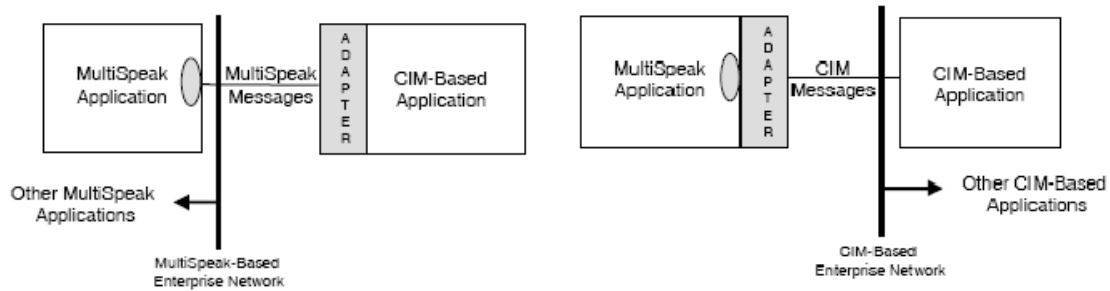 MultiSpeak
Application
MultiSpeak
Messages
A
D
A
P
T
E
R
CIM-Based
Application
Other MultiSpeak
Applications
MultiSpeak-Based
Enterprise Network
MultiSpeak
Application
A
D
A
P
T
E
R
CIM
Messages
CIM-Based
Application
Other CIM-Based
Applications
CIM-Based
Enterprise Network